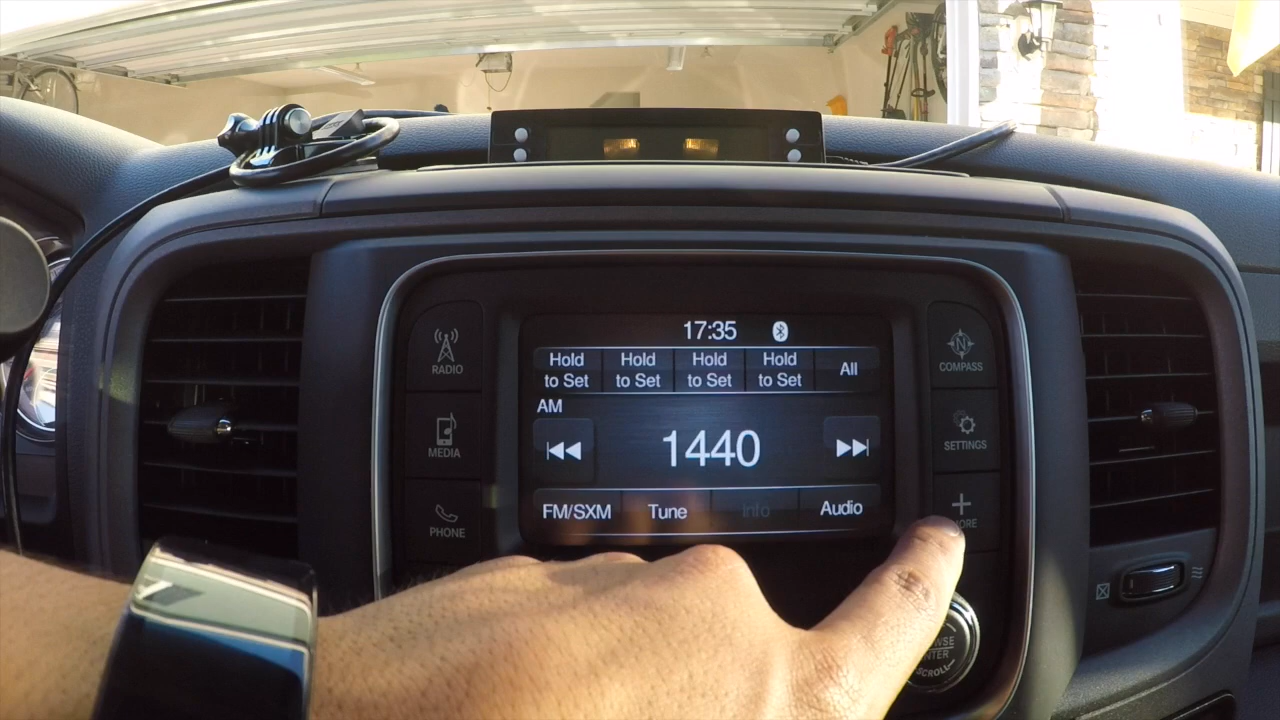 17:35
Hold
to Set
Hold
to Set
Hold
to Set
Hold
to Set
All
AM
1440
FM/SXM
Tune
Info
Audio
RADIO
MEDIA
PHONE
COMPASS
N
SETTINGS
SCROLL